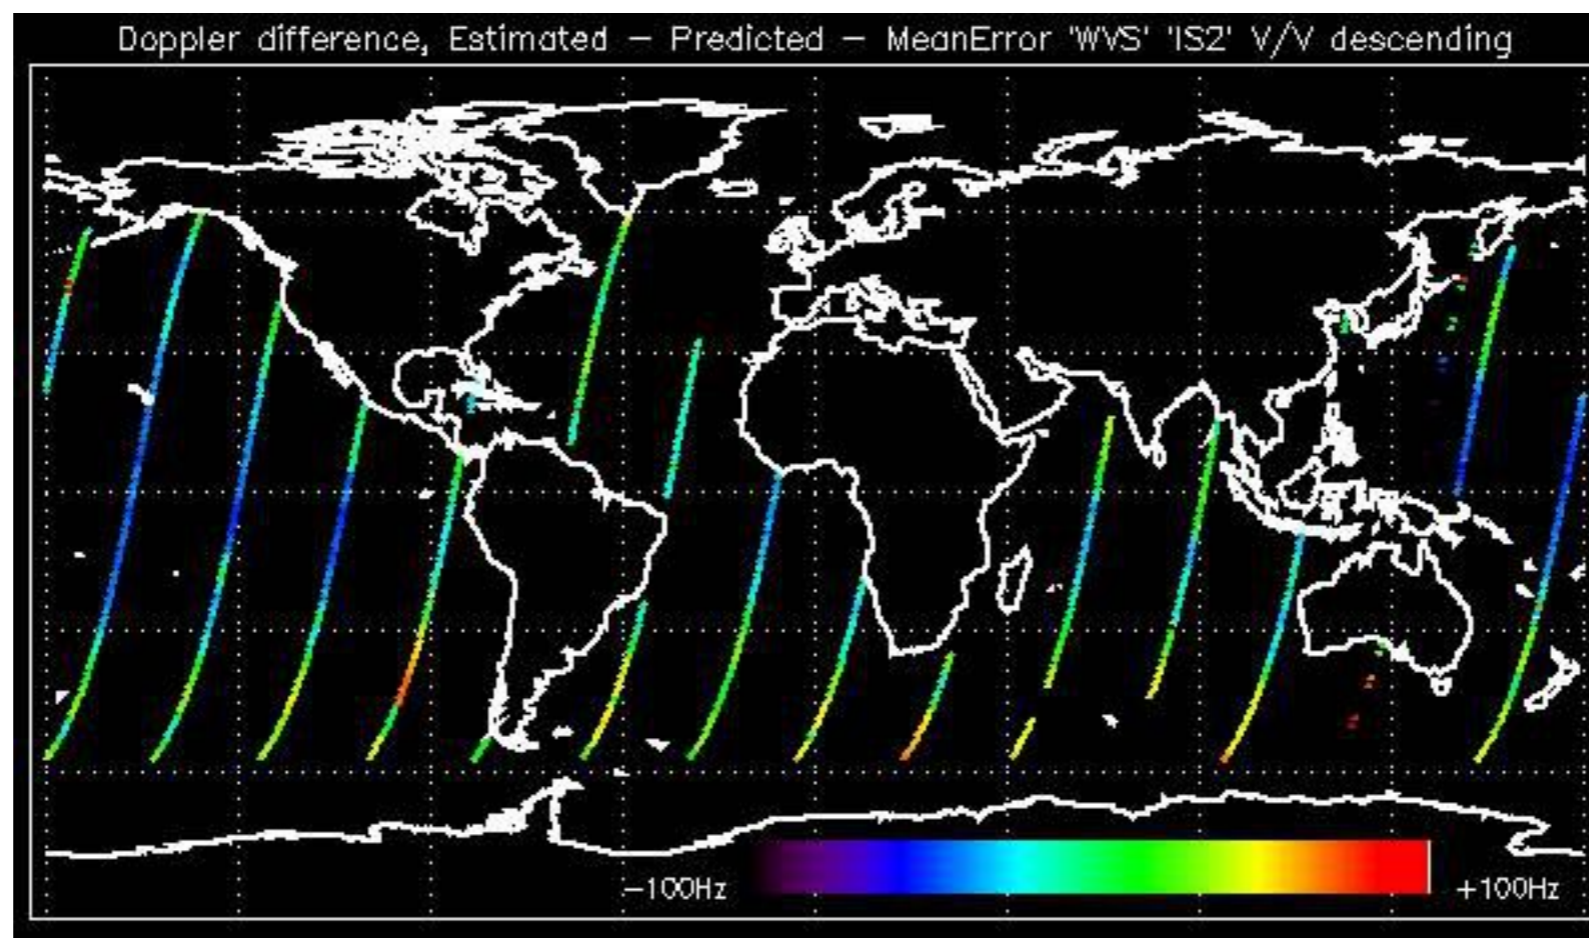 Doppler difference, Estimated – Predicted – MeanError 'WVS' 'IS2' V/V descending
–100Hz +100Hz